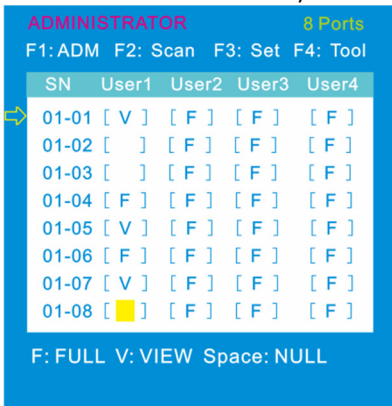 ADMINISTRATOR 8 Ports
F1: ADM F2: Scan F3: Set F4: Tool
SN User1 User2 User3 User4
01-01 [ V ] [ F ] [ F ] [ F ]
01-02 [ ] [ F ] [ F ] [ F ]
01-03 [ ] [ F ] [ F ] [ F ]
01-04 [ F ] [ F ] [ F ] [ F ]
01-05 [ V ] [ F ] [ F ] [ F ]
01-06 [ F ] [ F ] [ F ] [ F ]
01-07 [ V ] [ F ] [ F ] [ F ]
01-08 [ ] [ F ] [ F ] [ F ]
F: FULL V: VIEW Space: NULL